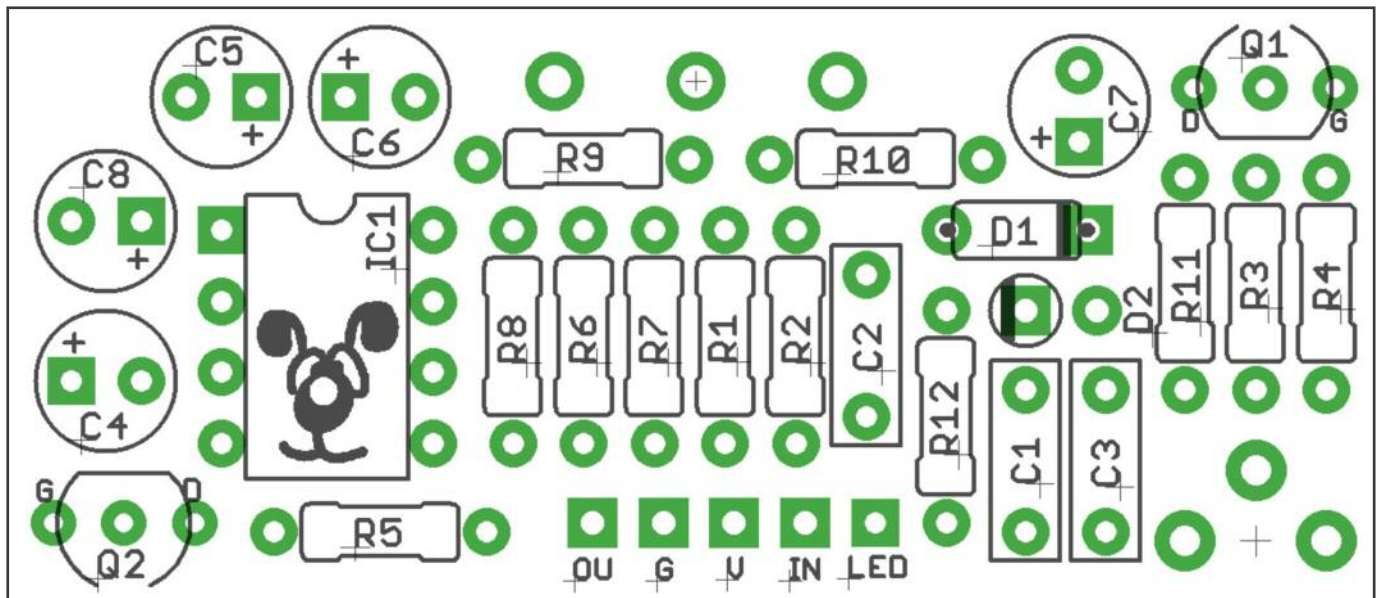 C5
+
+
C6
+
C7
Q1
D
G
C8
+
R9
R10
IC1
D1
R8
R6
R7
R1
R2
C2
D2
R11
R3
R4
+
C4
R12
C1
C3
G
D
Q2
R5
OU
G
V
IN
LED